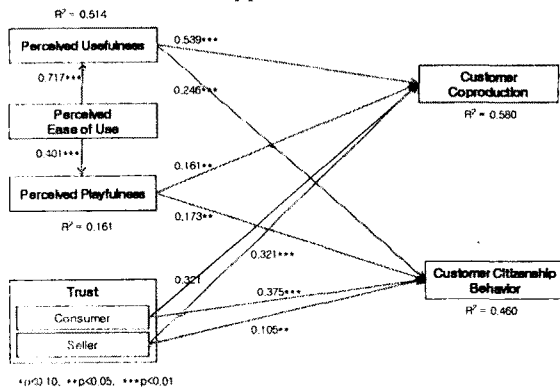 R² = 0.514
Perceived Usefulness
0.539***
0.246***
Customer
Coproduction
R² = 0.580
0.717***
Perceived
Ease of Use
0.401***
0.161**
Perceived Playfulness
0.173**
R² = 0.161
0.321***
0.321
Trust
Consumer
Seller
0.375***
0.105**
Customer Citizenship
Behavior
R² = 0.460
*p<0.10, **p<0.05, ***p<0.01